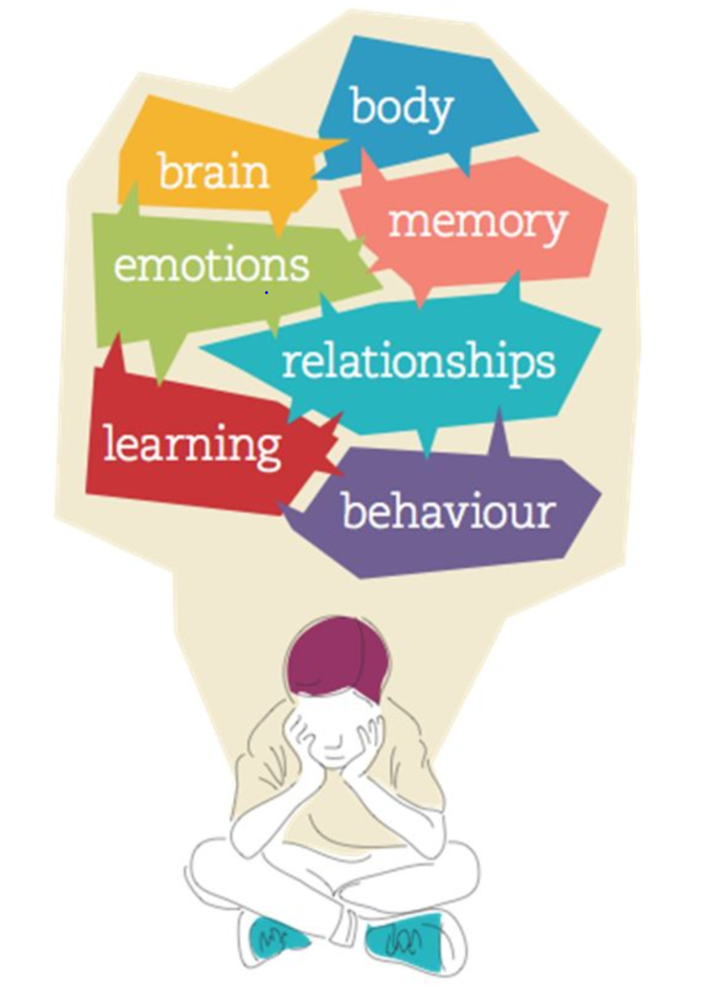 body
brain
memory
emotions
relationships
learning
behaviour